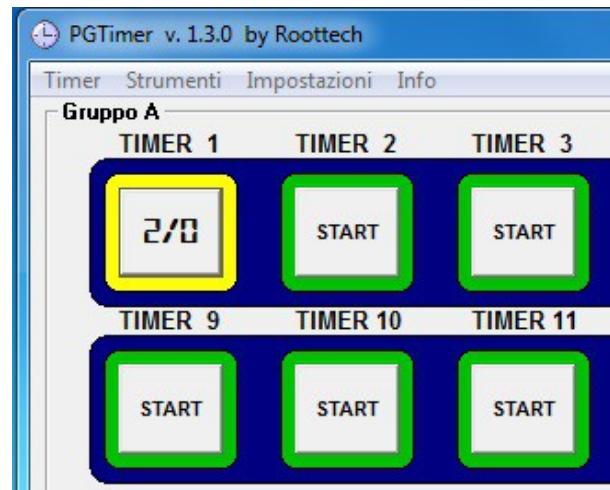 PGTimer v. 1.3.0 by Roottech
Timer Strumenti Impostazioni Info
Gruppo A
TIMER 1 TIMER 2 TIMER 3
2/0 START START
TIMER 9 TIMER 10 TIMER 11
START START START